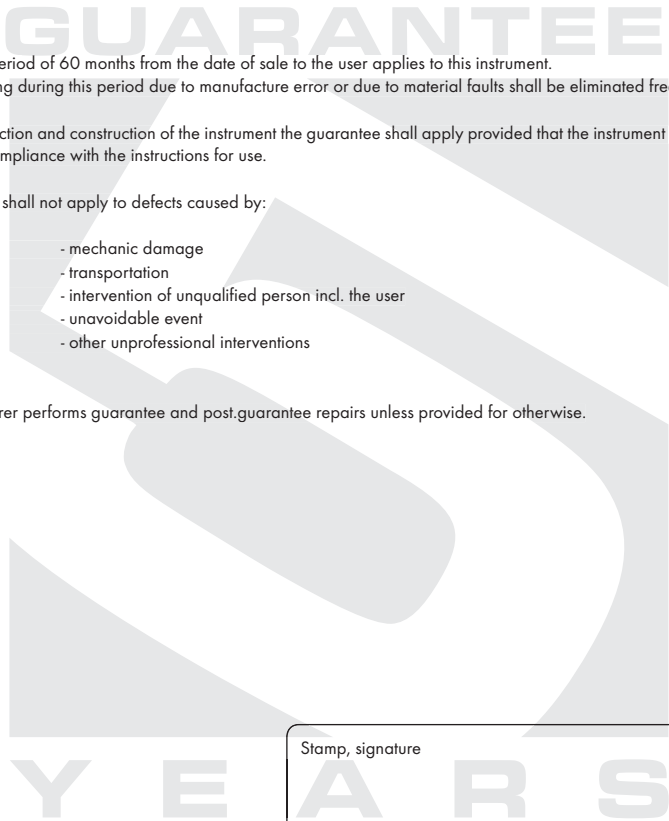 GUARANTEE
eriod of 60 months from the date of sale to the user applies to this instrument.
ng during this period due to manufacture error or due to material faults shall be eliminated fre
ction and construction of the instrument the guarantee shall apply provided that the instrument
mpliance with the instructions for use.
shall not apply to defects caused by:
- mechanic damage
- transportation
- intervention of unqualified person incl. the user
- unavoidable event
- other unprofessional interventions
rer performs guarantee and post.guarantee repairs unless provided for otherwise.
5
Stamp, signature
YEARS